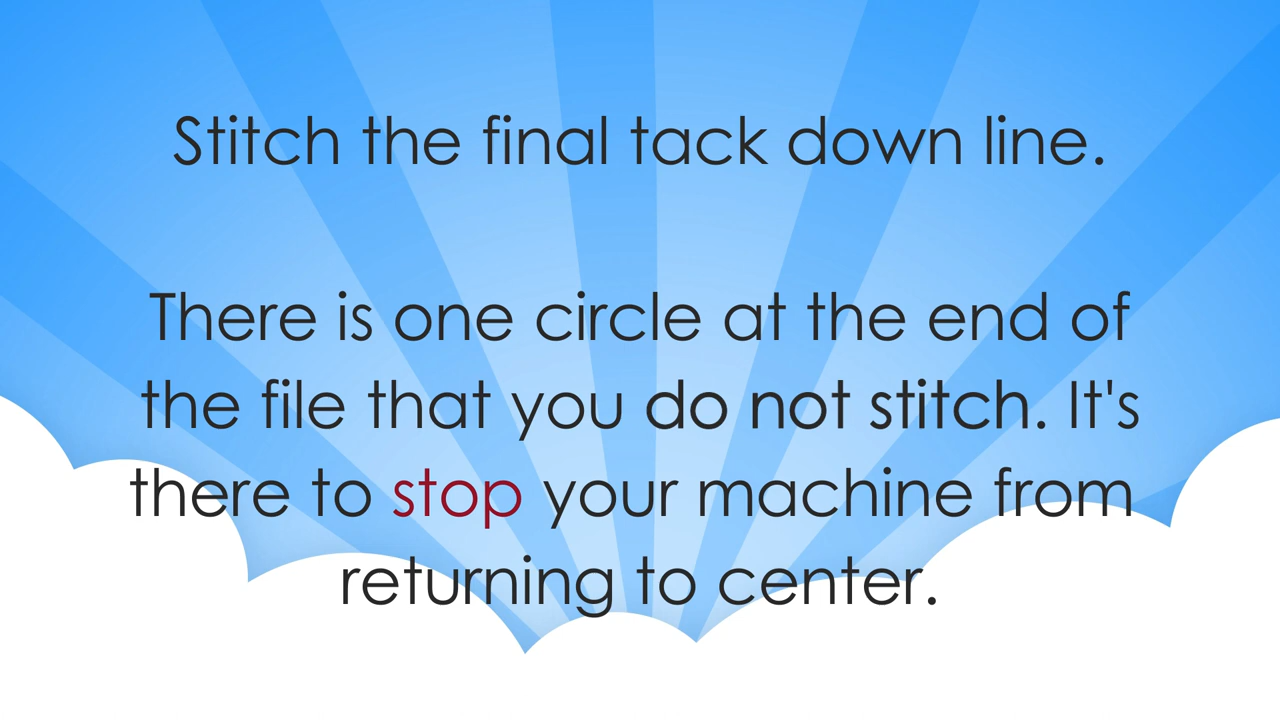 Stitch the final tack down line.
There is one circle at the end of
the file that you do not stitch. It's
there to stop your machine from
returning to center.